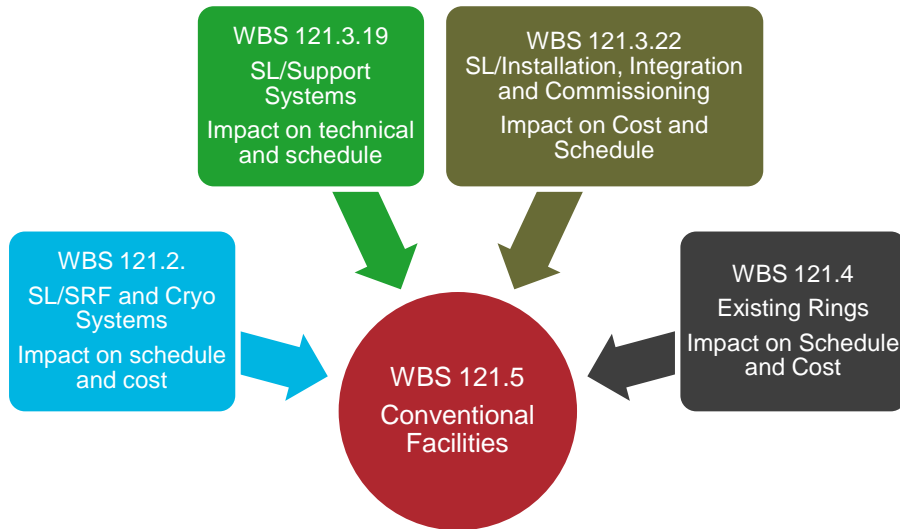 WBS 121.3.19
SL/Support
Systems
Impact on technical
and schedule
WBS 121.3.22
SL/Installation, Integration
and Commissioning
Impact on Cost and
Schedule
WBS 121.2.
SL/SRF and Cryo
Systems
Impact on schedule
and cost
WBS 121.4
Existing Rings
Impact on Schedule
and Cost
WBS 121.5
Conventional
Facilities